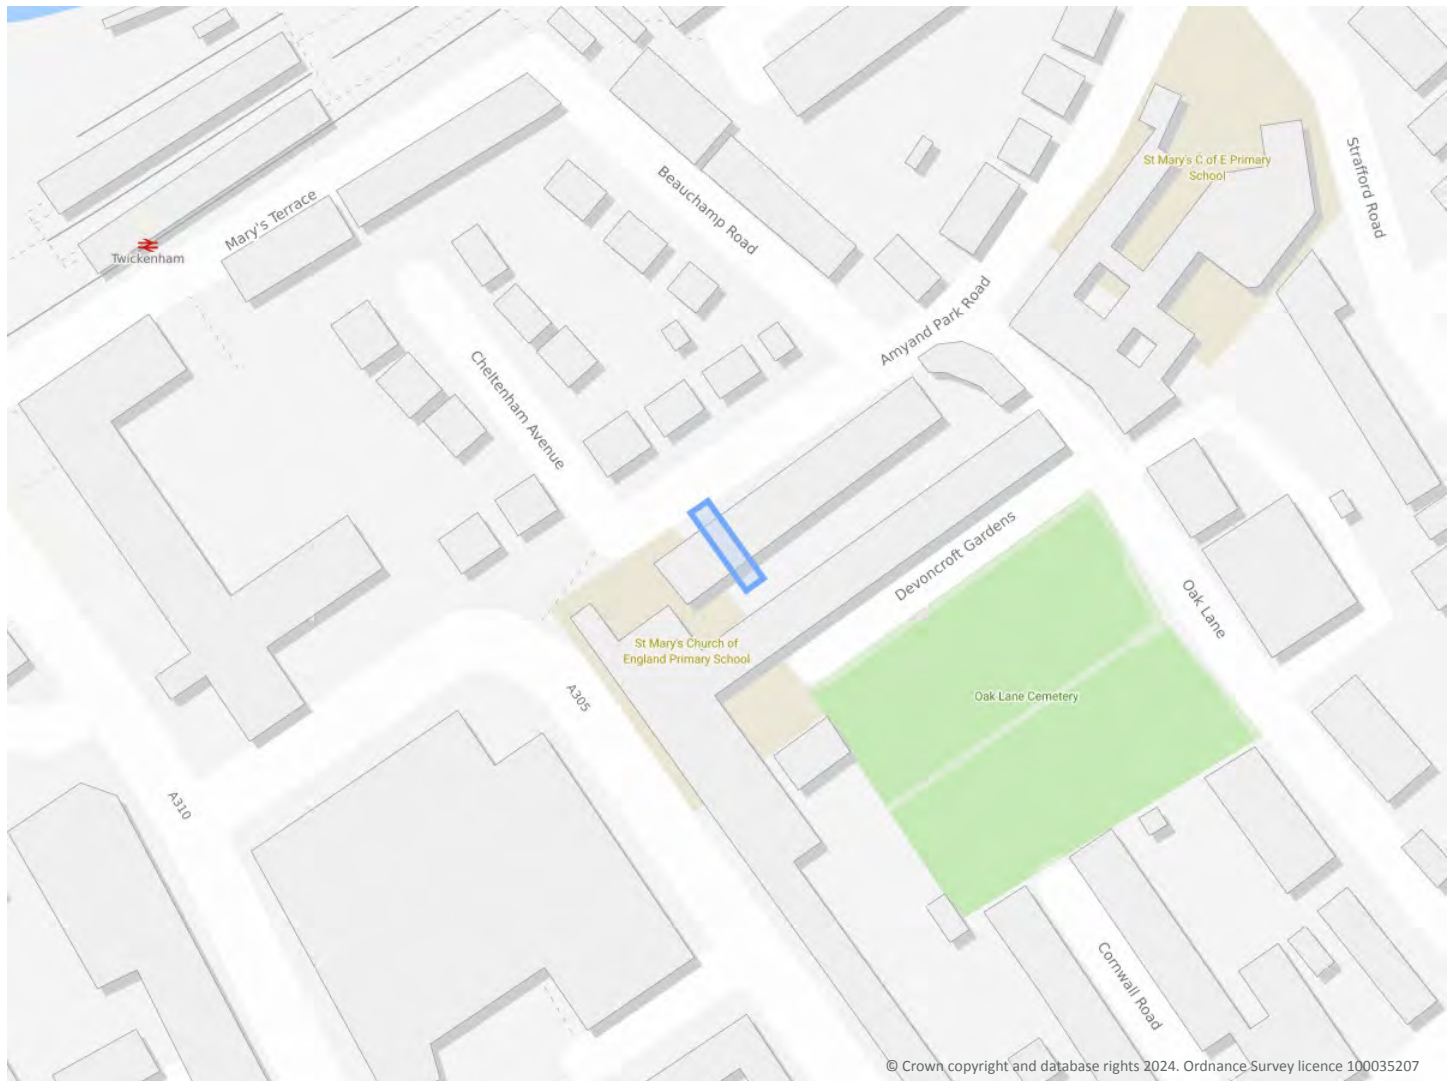 St Mary's C of E Primary
School
Strafford Road
Beauchamp Road
Mary's Terrace
Twickenham
Amyand Park Road
Cheltenham Avenue
Devoncroft Gardens
Oak Lane
St Mary's Church of
England Primary School
A305
Oak Lane Cemetery
A310
Cornwall Road
© Crown copyright and database rights 2024. Ordnance Survey licence 100035207